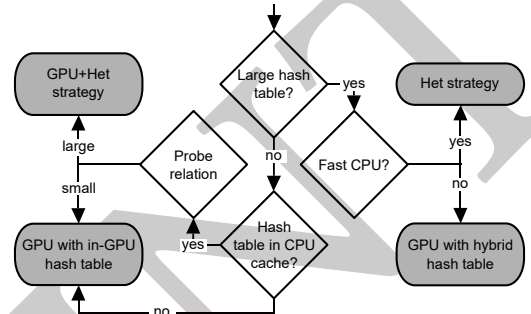 GPU+Het
strategy
Large hash
table?
yes
Het strategy
large
Probe
relation
no
Fast CPU?
yes
small
no
GPU with in-GPU
hash table
yes
Hash
table in CPU
cache?
GPU with hybrid
hash table
no